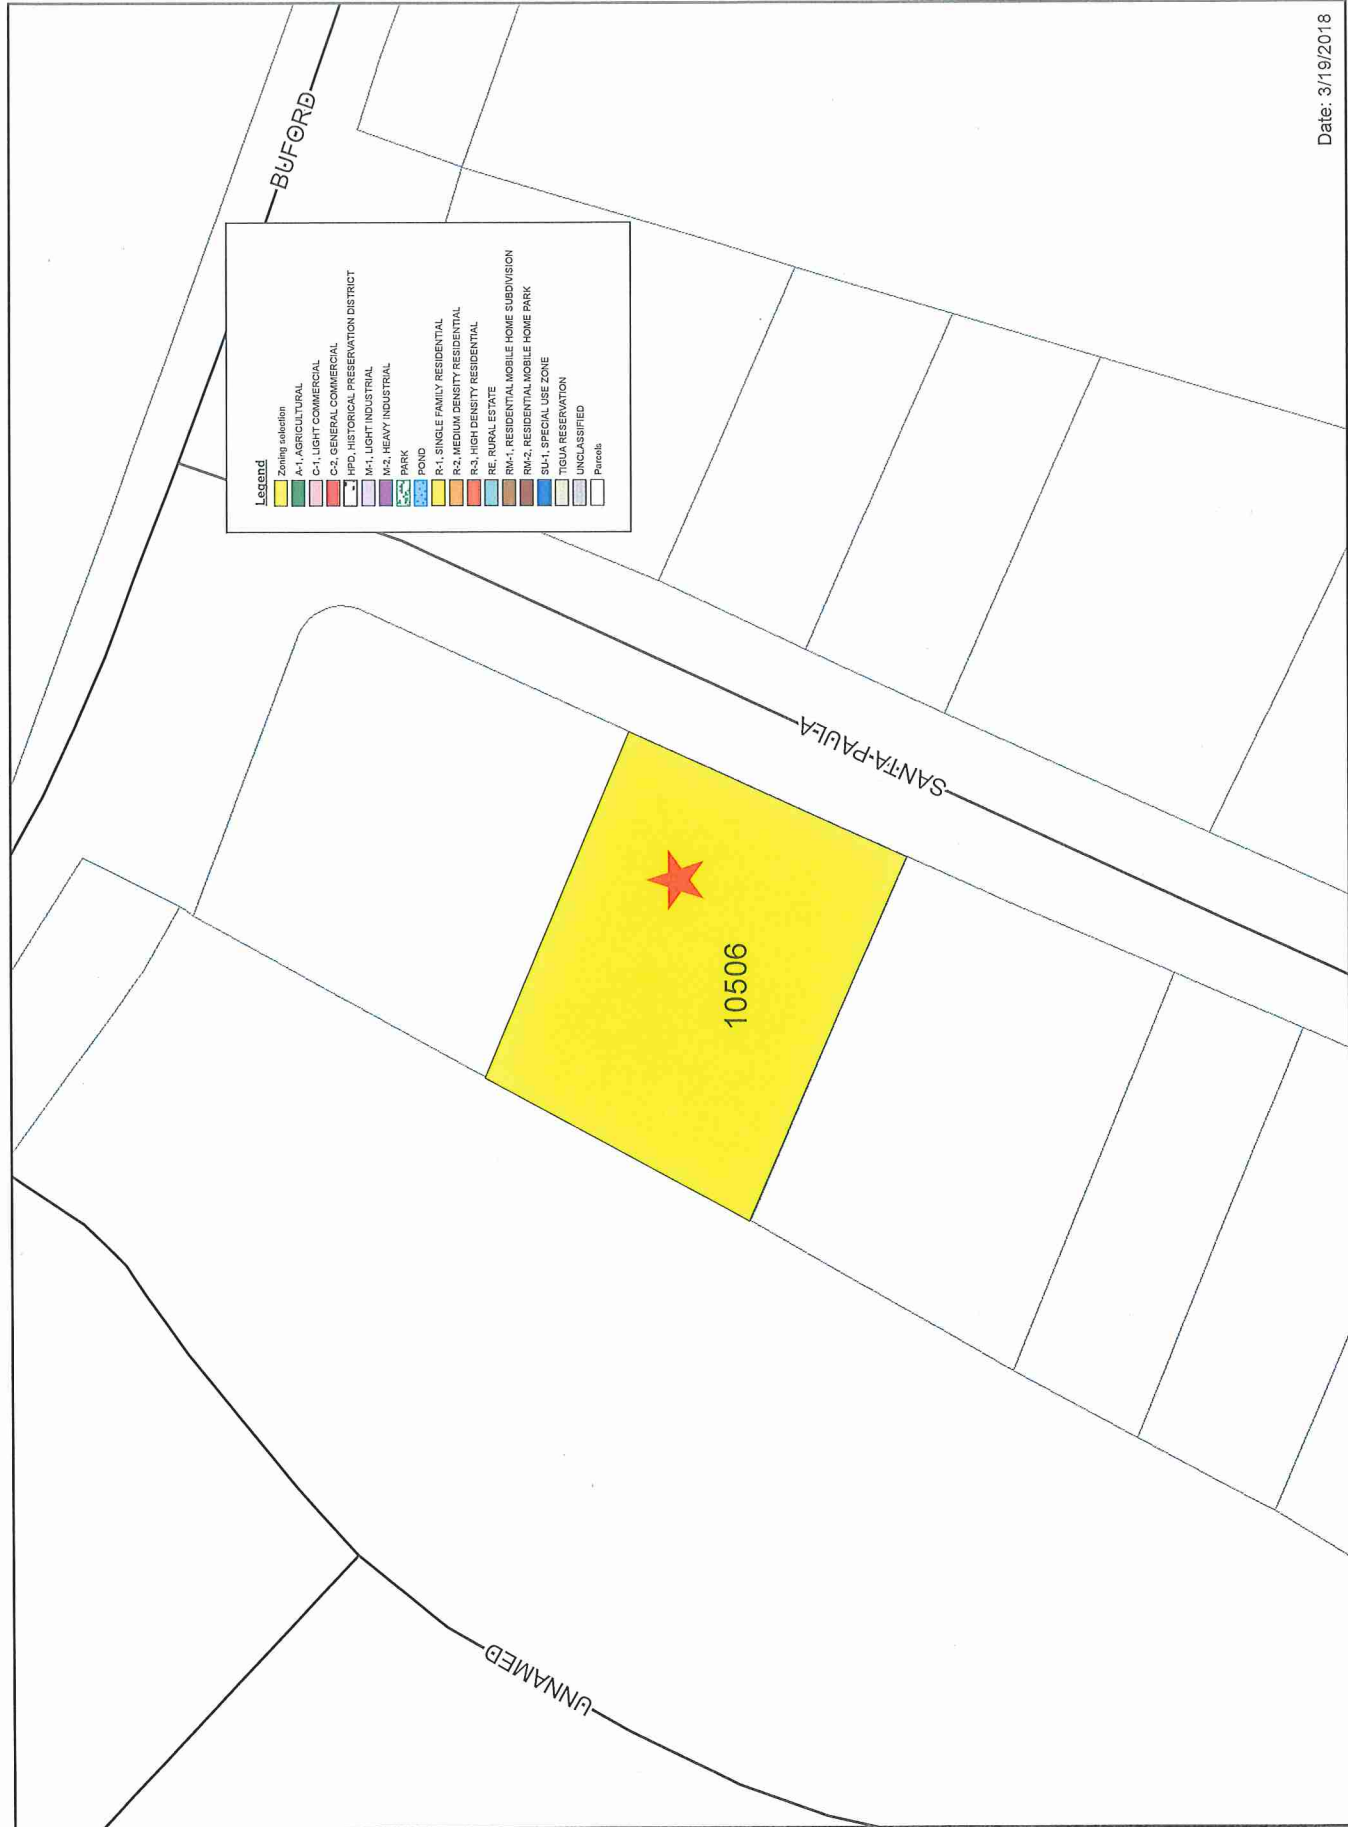 BUFORD
Legend
Zoning selection
A-1, AGRICULTURAL
C-1, LIGHT COMMERCIAL
C-2, GENERAL COMMERCIAL
HPD, HISTORICAL PRESERVATION DISTRICT
M-1, LIGHT INDUSTRIAL
M-2, HEAVY INDUSTRIAL
PARK
POND
R-1, SINGLE FAMILY RESIDENTIAL
R-2, MEDIUM DENSITY RESIDENTIAL
R-3, HIGH DENSITY RESIDENTIAL
RE, RURAL ESTATE
RM-1, RESIDENTIAL MOBILE HOME SUBDIVISION
RM-2, RESIDENTIAL MOBILE HOME PARK
SU-1, SPECIAL USE ZONE
TIGUA RESERVATION
UNCLASSIFIED
Parcels
SANTA PAULA
10506
UNNAMED
Date: 3/19/2018